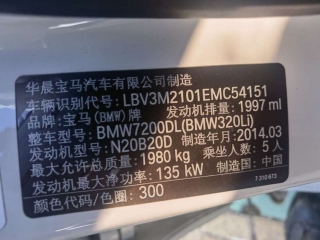 华晨宝马汽车有限公司制造
车辆识别代号: LBV3M2101EMC54151
品牌: 宝马(BMW)牌 发动机排量: 1997 ml
整车型号: BMW7200DL(BMW320Li)
发动机型号: N20B20D 制造年月: 2014.03
最大允许总质量: 1980 kg 乘坐人数: 5 人
发动机最大净功率: 135 kW 制造国: 中国
颜色代码/色圈: 300
7 310 673